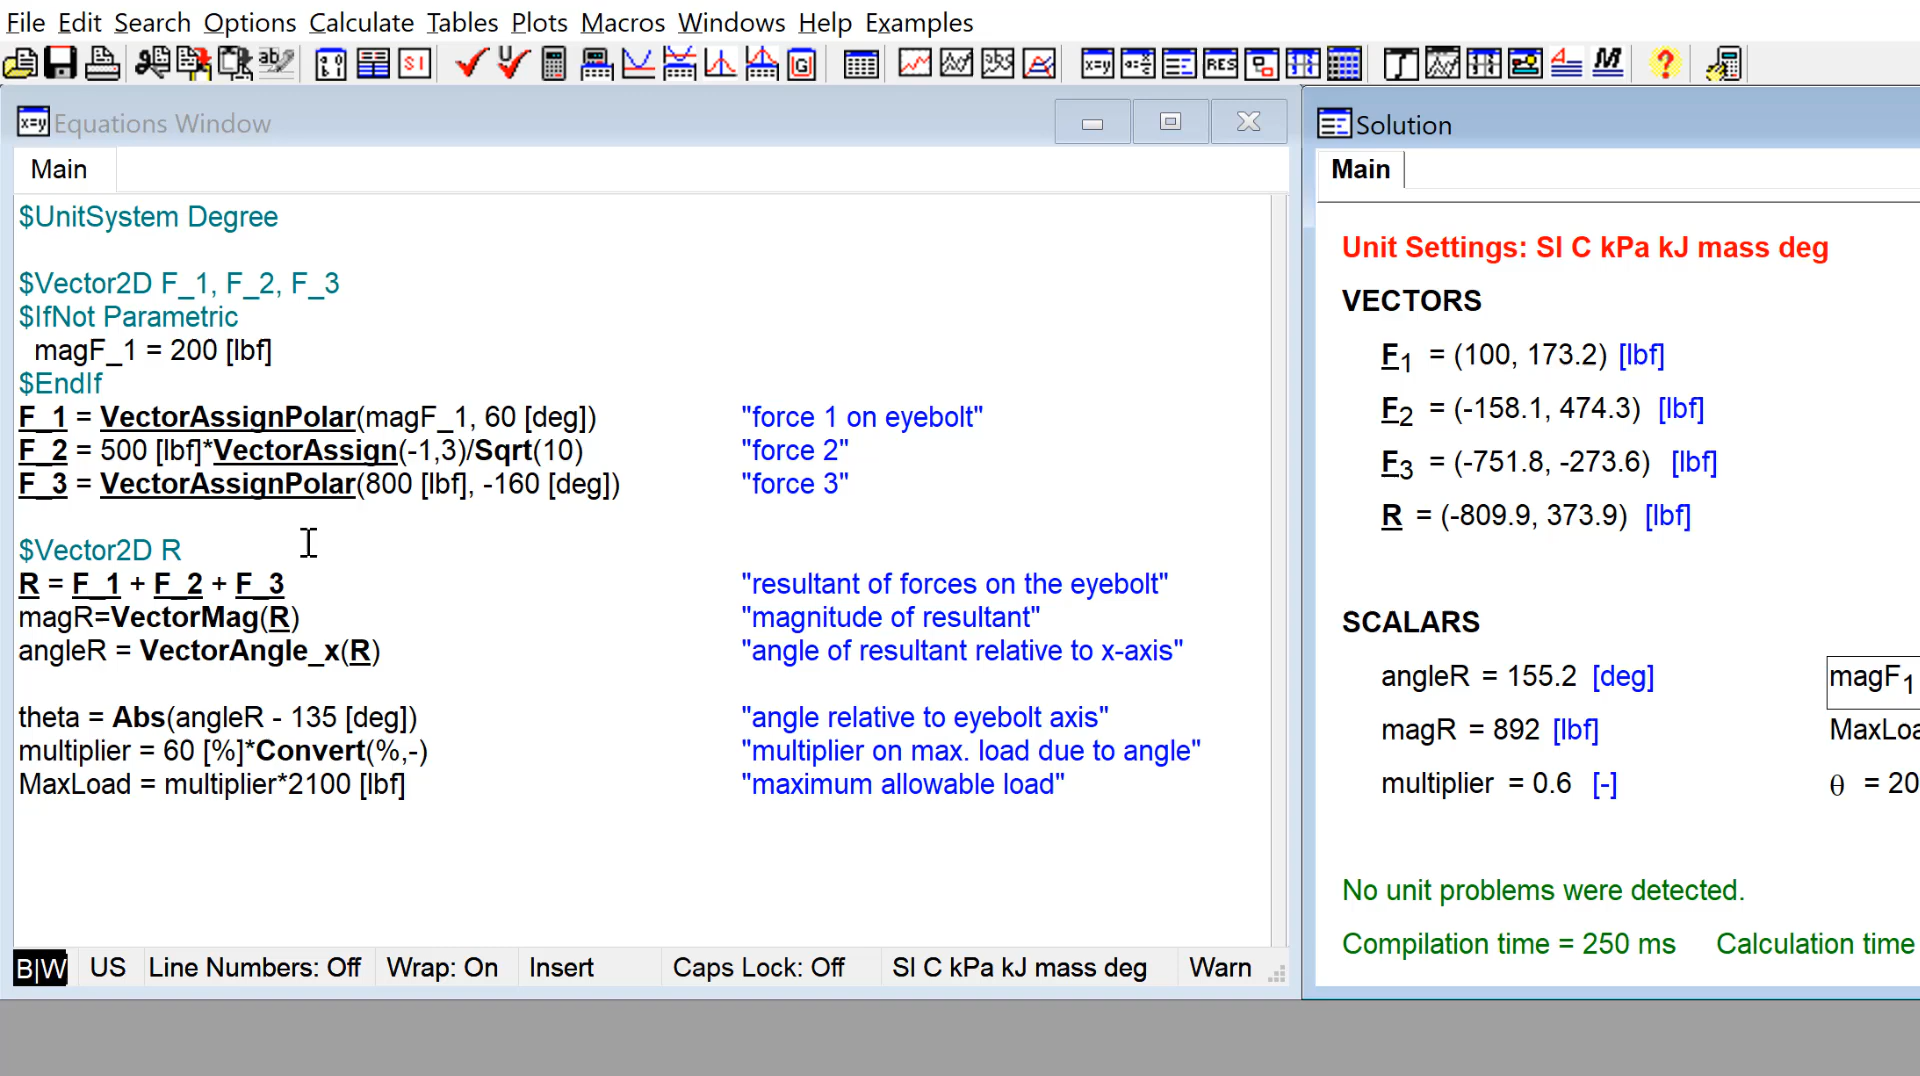 File Edit Search Options Calculate Tables Plots Macros Windows Help Examples
Equations Window
Main
$UnitSystem Degree
$Vector2D F_1, F_2, F_3
$IfNot Parametric
magF_1 = 200 [lbf]
$EndIf
F_1 = VectorAssignPolar(magF_1, 60 [deg]) "force 1 on eyebolt"
F_2 = 500 [lbf]*VectorAssign(-1,3)/Sqrt(10) "force 2"
F_3 = VectorAssignPolar(800 [lbf], -160 [deg]) "force 3"
$Vector2D R
R = F_1 + F_2 + F_3 "resultant of forces on the eyebolt"
magR=VectorMag(R) "magnitude of resultant"
angleR = VectorAngle_x(R) "angle of resultant relative to x-axis"
theta = Abs(angleR - 135 [deg]) "angle relative to eyebolt axis"
multiplier = 60 [%]*Convert(%,-) "multiplier on max. load due to angle"
MaxLoad = multiplier*2100 [lbf] "maximum allowable load"
B|W US Line Numbers: Off Wrap: On Insert Caps Lock: Off SI C kPa kJ mass deg Warn
Solution
Main
Unit Settings: SI C kPa kJ mass deg
VECTORS
F1 = (100, 173.2) [lbf]
F2 = (-158.1, 474.3) [lbf]
F3 = (-751.8, -273.6) [lbf]
R = (-809.9, 373.9) [lbf]
SCALARS
angleR = 155.2 [deg] magF1
magR = 892 [lbf] MaxLoa
multiplier = 0.6 [-] θ = 20
No unit problems were detected.
Compilation time = 250 ms Calculation time